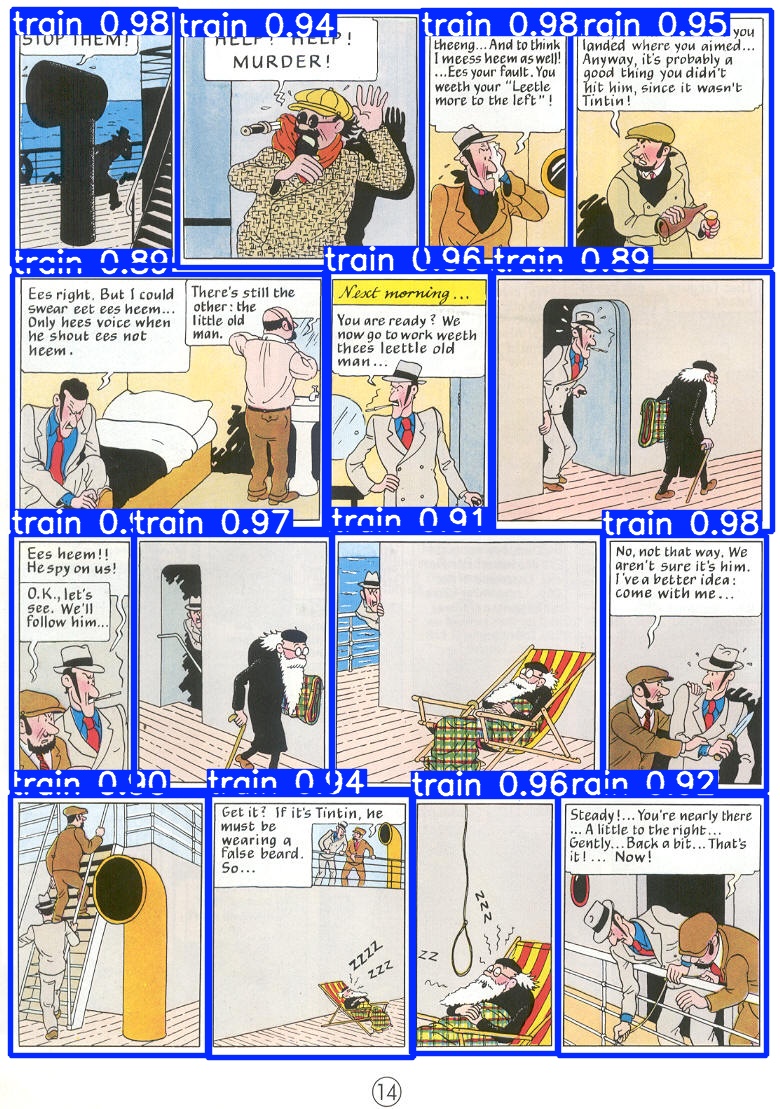 train 0.98
STOP THEM!
train 0.94
HELP! HELP!
MURDER!
train 0.98
theeng...And to think
I meess heem as well!
...Ees your fault. You
weeth your "Leetle
more to the left"!
rain 0.95
you
landed where you aimed...
Anyway, it's probably a
good thing you didn't
hit him, since it wasn't
Tintin!
train 0.89
Ees right. But I could
swear eet ees heem...
Only hees voice when
he shout ees not
heem.
There's still the
other: the
little old
man.
train 0.96
Next morning...
You are ready? We
now go to work weeth
thees leettle old
man...
train 0.89
train 0.
Ees heem!!
He spy on us!
O.K., let's
see. We'll
follow him...
train 0.97
train 0.91
train 0.98
No, not that way. We
aren't sure it's him.
I've a better idea:
come with me...
train 0.90
train 0.94
Get it? If it's Tintin, he
must be
wearing a
false beard.
So...
ZZZZ
ZZZ
train 0.96
ZZZ
ZZ
rain 0.92
Steady!... You're nearly there
... A little to the right...
Gently... Back a bit... That's
it!... Now!
14